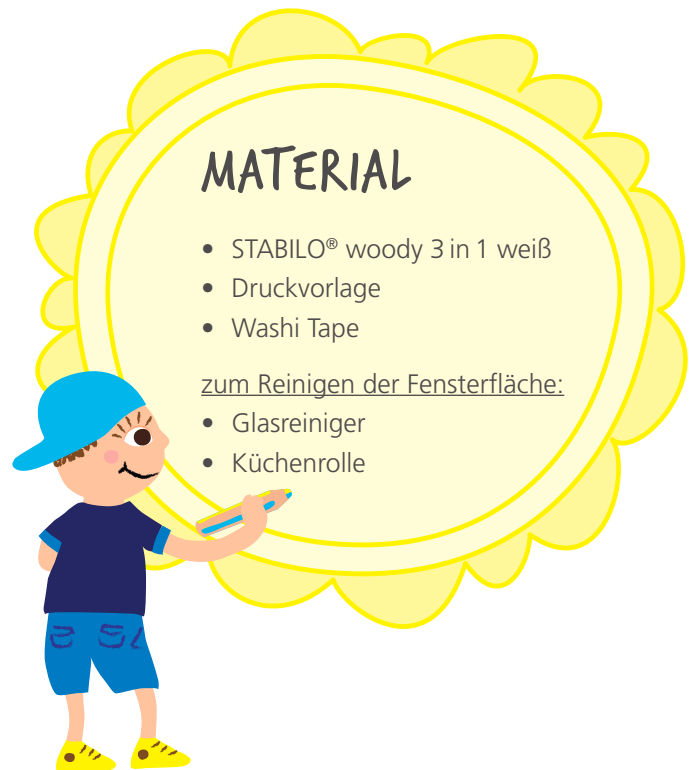 MATERIAL
• STABILO® woody 3 in 1 weiß
• Druckvorlage
• Washi Tape
zum Reinigen der Fensterfläche:
• Glasreiniger
• Küchenrolle